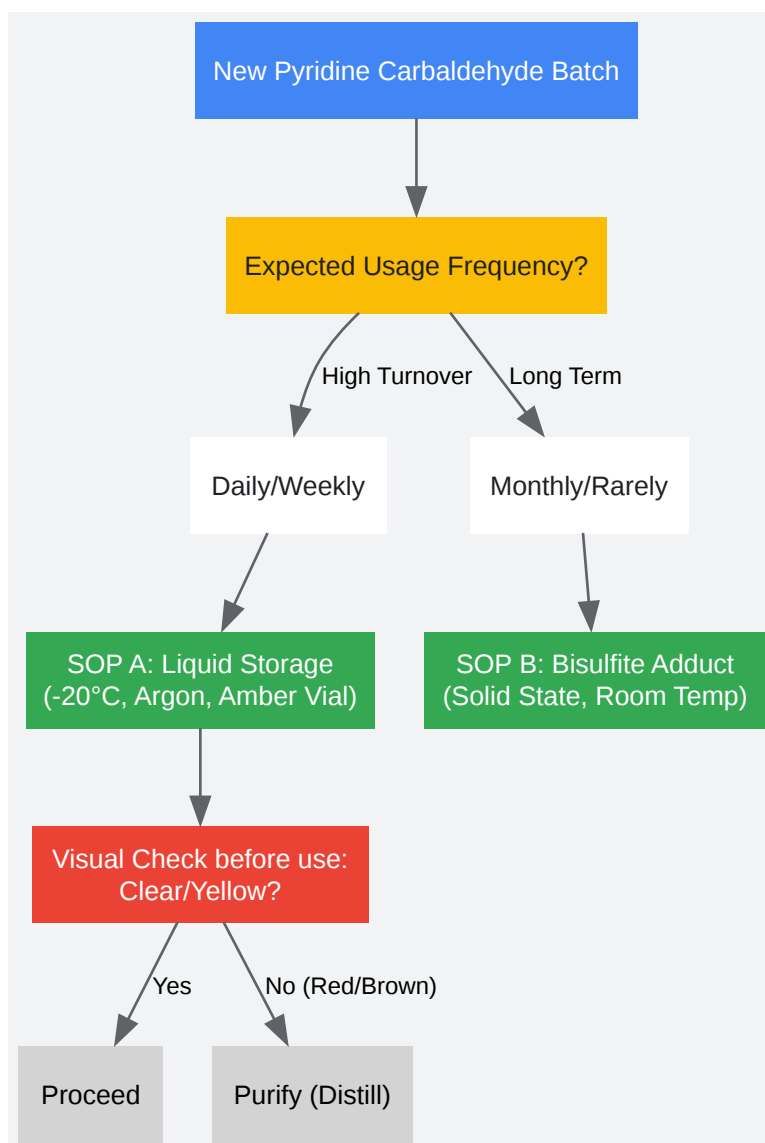 New Pyridine Carbaldehyde Batch
Expected Usage Frequency?
High Turnover
Long Term
Daily/Weekly
Monthly/Rarely
SOP A: Liquid Storage
(-20°C, Argon, Amber Vial)
SOP B: Bisulfite Adduct
(Solid State, Room Temp)
Visual Check before use:
Clear/Yellow?
Yes
No (Red/Brown)
Proceed
Purify (Distill)